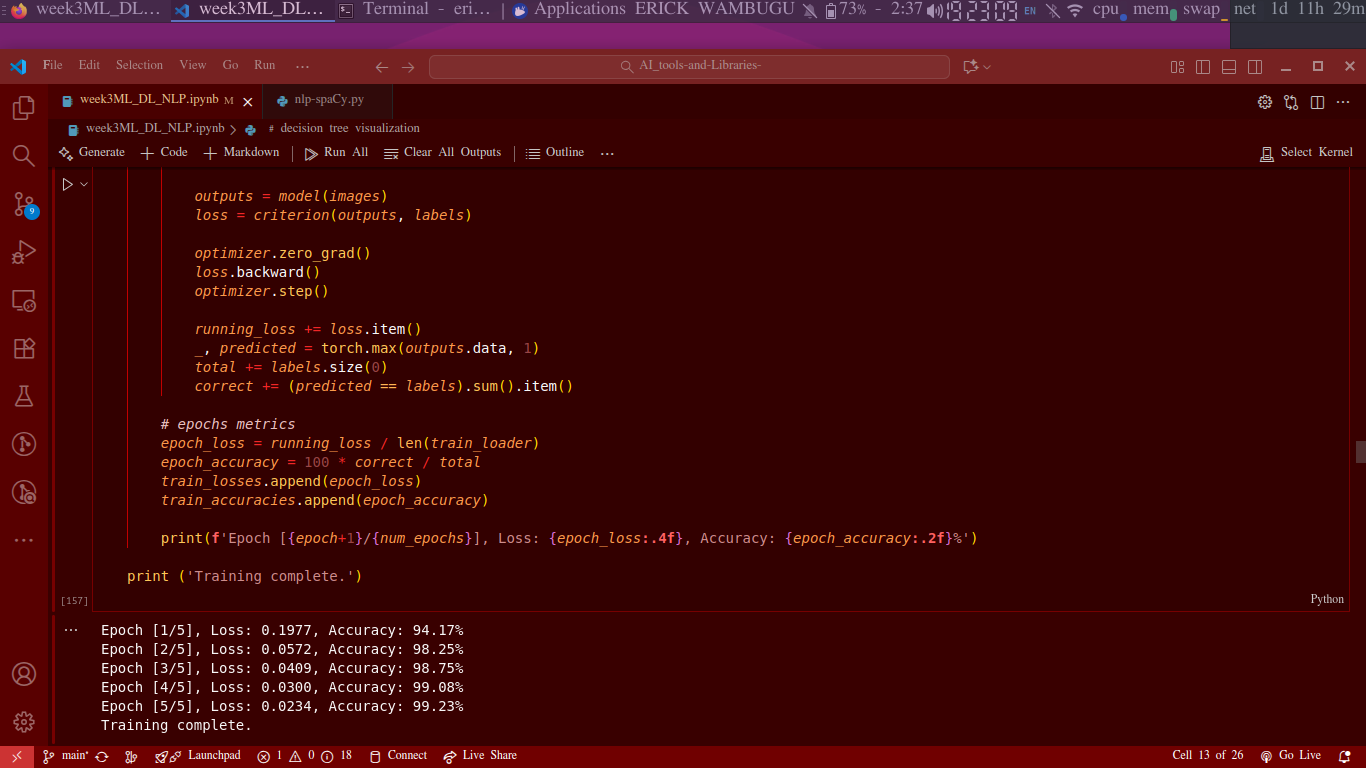 week3ML_DL... week3ML_DL... Terminal - eri... Applications ERICK WAMBUGU 73% - 2:37 19 23 09 EN cpu mem swap net 1d 11h 29m
File Edit Selection View Go Run ... AI_tools-and-Libraries-
week3ML_DL_NLP.ipynb M nlp-spaCy.py
week3ML_DL_NLP.ipynb > # decision tree visualization
Generate + Code + Markdown | Run All Clear All Outputs | Outline ... Select Kernel
outputs = model(images)
loss = criterion(outputs, labels)
optimizer.zero_grad()
loss.backward()
optimizer.step()
running_loss += loss.item()
_, predicted = torch.max(outputs.data, 1)
total += labels.size(0)
correct += (predicted == labels).sum().item()
# epochs metrics
epoch_loss = running_loss / len(train_loader)
epoch_accuracy = 100 * correct / total
train_losses.append(epoch_loss)
train_accuracies.append(epoch_accuracy)
print(f'Epoch [{epoch+1}/{num_epochs}], Loss: {epoch_loss:.4f}, Accuracy: {epoch_accuracy:.2f}%')
print ('Training complete.')
[157] Python
... Epoch [1/5], Loss: 0.1977, Accuracy: 94.17%
Epoch [2/5], Loss: 0.0572, Accuracy: 98.25%
Epoch [3/5], Loss: 0.0409, Accuracy: 98.75%
Epoch [4/5], Loss: 0.0300, Accuracy: 99.08%
Epoch [5/5], Loss: 0.0234, Accuracy: 99.23%
Training complete.
9
main* Launchpad 1 0 18 Connect Live Share Cell 13 of 26 Go Live